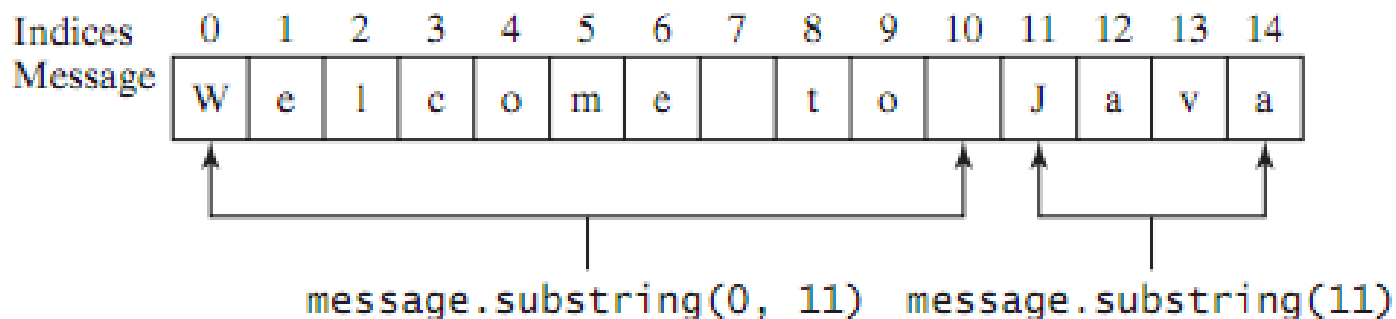 Indices 0 1 2 3 4 5 6 7 8 9 10 11 12 13 14
Message W e l c o m e t o J a v a
message.substring(0, 11) message.substring(11)